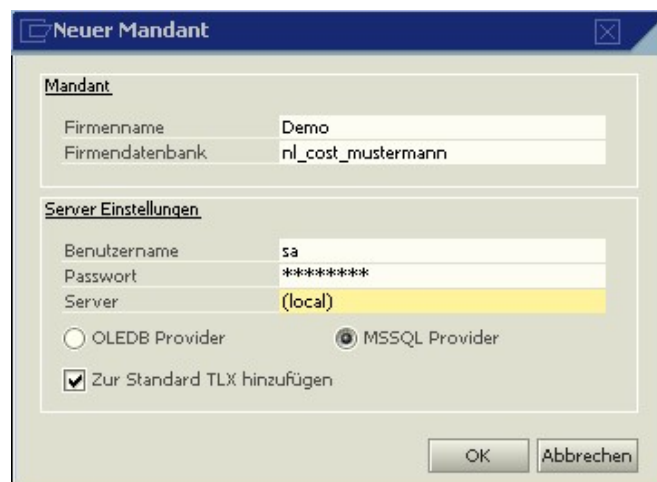 Neuer Mandant
Mandant
Firmenname Demo
Firmendatenbank nl_cost_mustermann
Server Einstellungen
Benutzername sa
Passwort ********
Server (local)
OLEDB Provider MSSQL Provider
Zur Standard TLX hinzufügen
OK Abbrechen